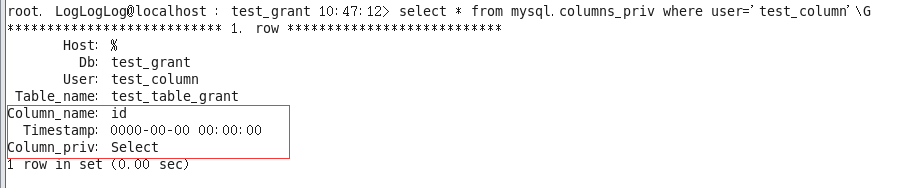 root. LogLogLog@localhost : test_grant 10:47:12> select * from mysql.columns_priv where user='test_column'\G
*************************** 1. row ***************************
Host: %
Db: test_grant
User: test_column
Table_name: test_table_grant
Column_name: id
Timestamp: 0000-00-00 00:00:00
Column_priv: Select
1 row in set (0.00 sec)